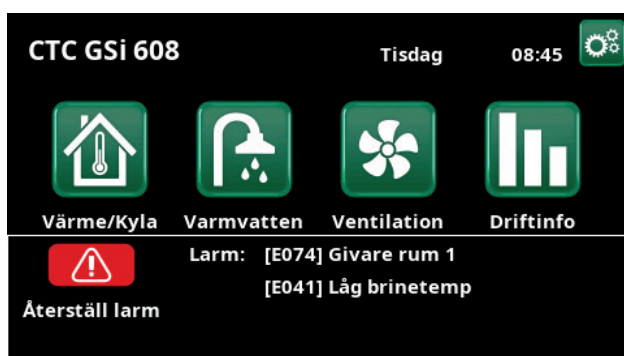 CTC GSi 608 Tisdag 08:45
Värme/Kyla Varmvatten Ventilation Driftinfo
Larm: [E074] Givare rum 1
[E041] Låg brinetemp
Återställ larm